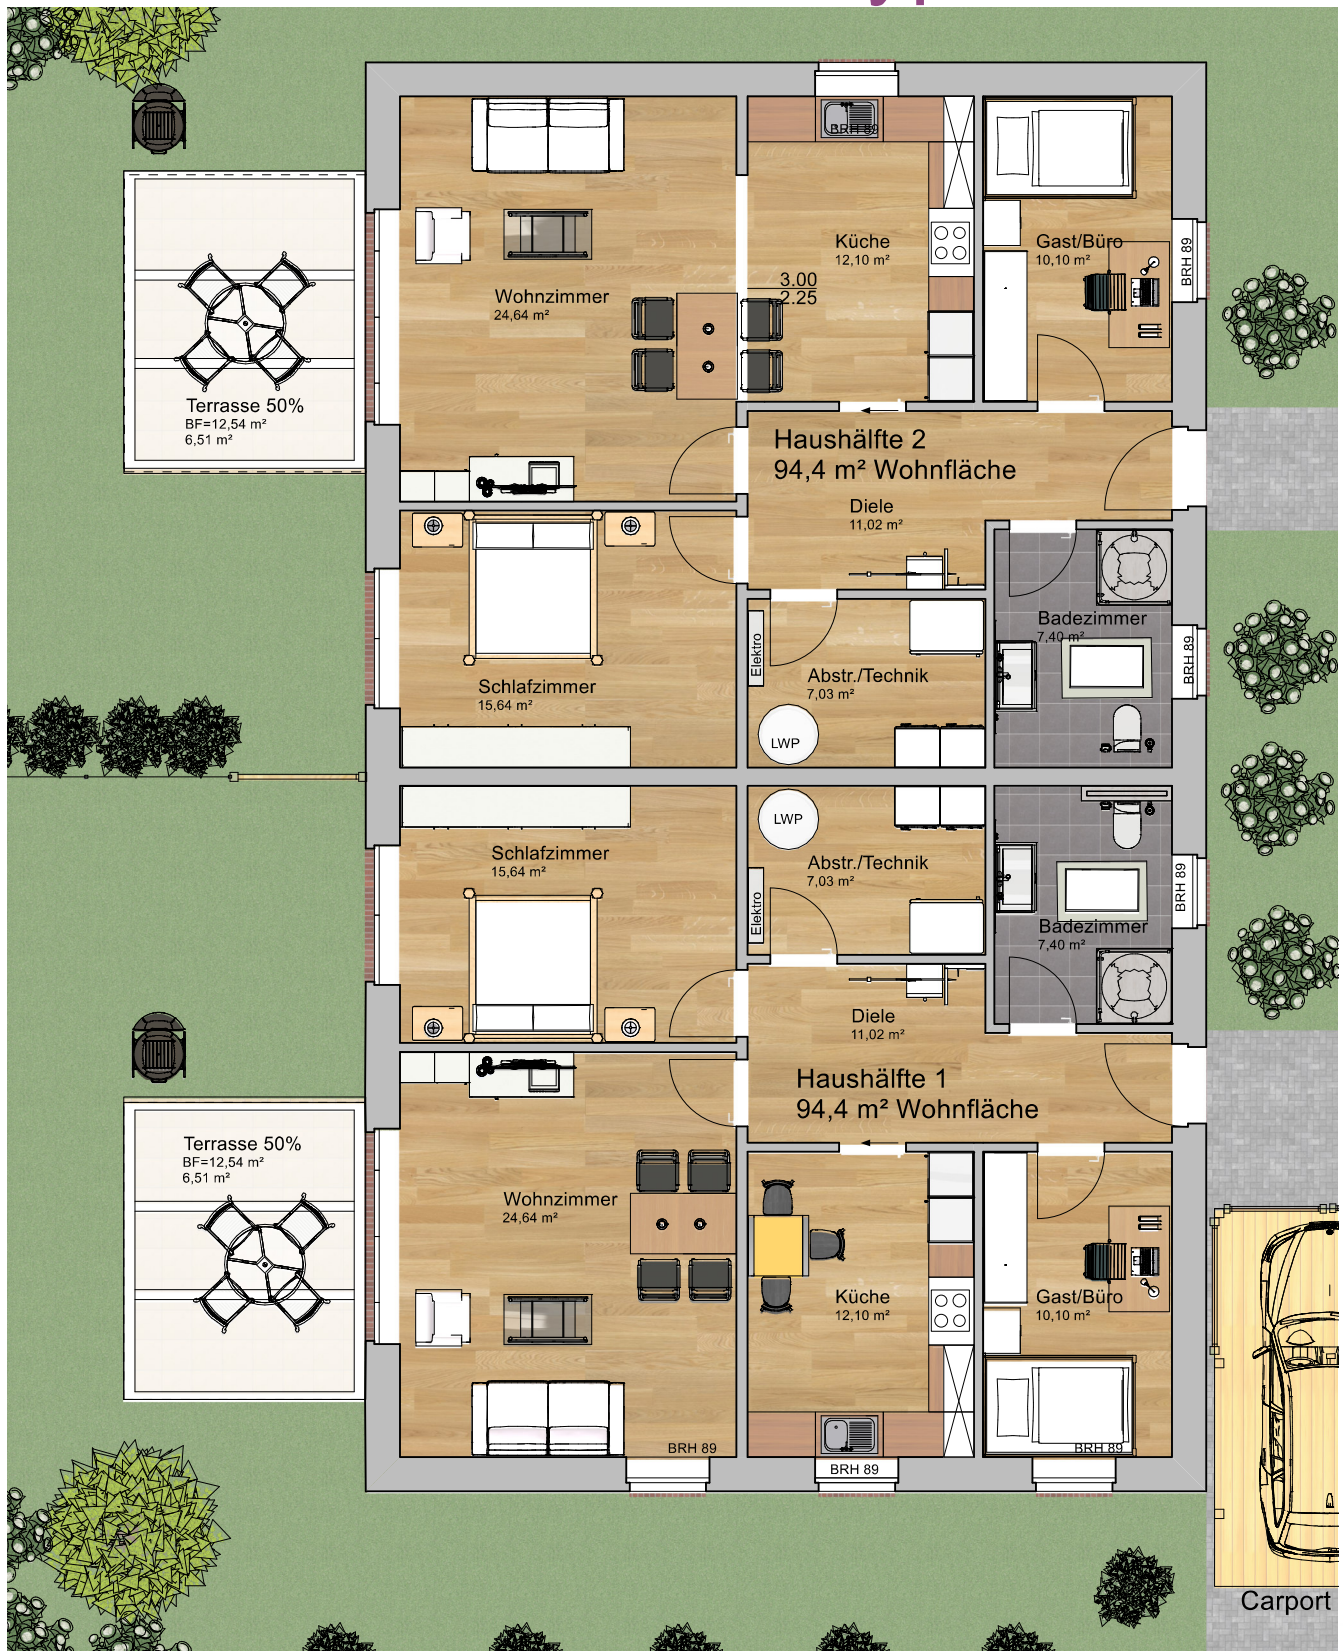 BRH 89
Küche
12,10 m²
Gast/Büro
10,10 m²
BRH 89
3.00
2.25
Wohnzimmer
24,64 m²
Terrasse 50%
BF=12,54 m²
6,51 m²
Haushälfte 2
94,4 m² Wohnfläche
Diele
11,02 m²
Badezimmer
7,40 m²
BRH 89
Elektro
Abstr./Technik
7,03 m²
Schlafzimmer
15,64 m²
LWP
LWP
Schlafzimmer
15,64 m²
Abstr./Technik
7,03 m²
Elektro
BRH 89
Badezimmer
7,40 m²
Diele
11,02 m²
Haushälfte 1
94,4 m² Wohnfläche
Terrasse 50%
BF=12,54 m²
6,51 m²
Wohnzimmer
24,64 m²
Küche
12,10 m²
Gast/Büro
10,10 m²
BRH 89
BRH 89
BRH 89
Carport